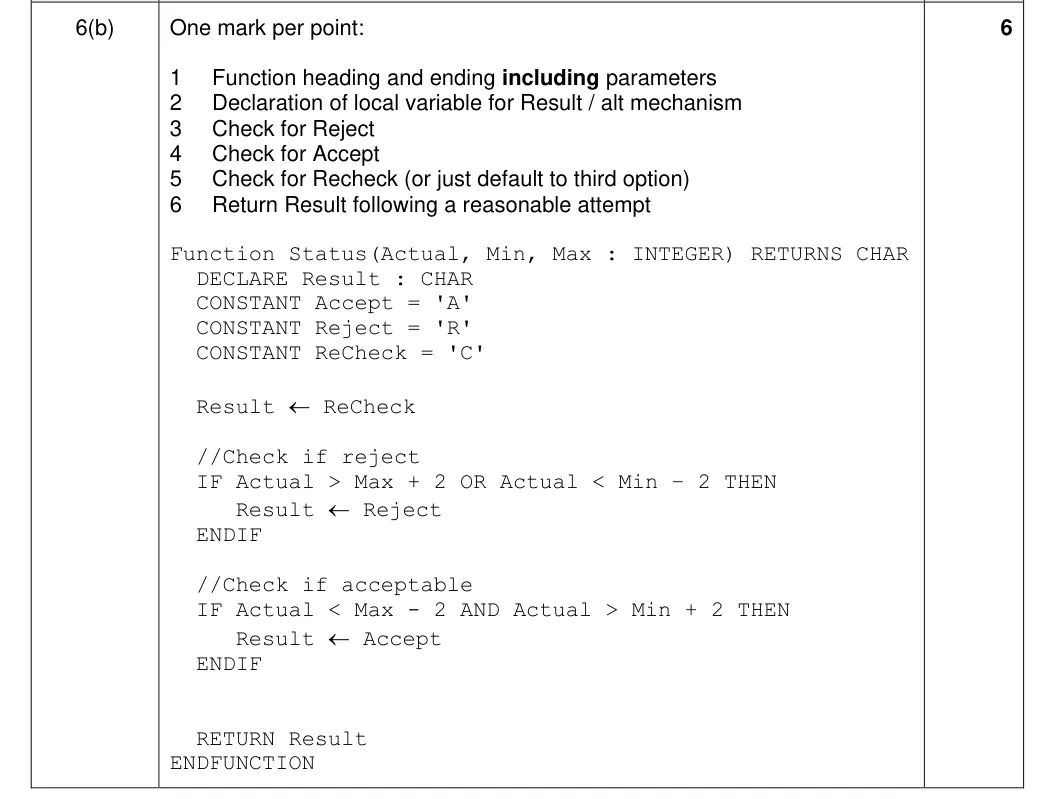 6(b) One mark per point: 6
1 Function heading and ending including parameters
2 Declaration of local variable for Result / alt mechanism
3 Check for Reject
4 Check for Accept
5 Check for Recheck (or just default to third option)
6 Return Result following a reasonable attempt
Function Status(Actual, Min, Max : INTEGER) RETURNS CHAR
DECLARE Result : CHAR
CONSTANT Accept = 'A'
CONSTANT Reject = 'R'
CONSTANT ReCheck = 'C'
Result ← ReCheck
//Check if reject
IF Actual > Max + 2 OR Actual < Min – 2 THEN
Result ← Reject
ENDIF
//Check if acceptable
IF Actual < Max - 2 AND Actual > Min + 2 THEN
Result ← Accept
ENDIF
RETURN Result
ENDFUNCTION